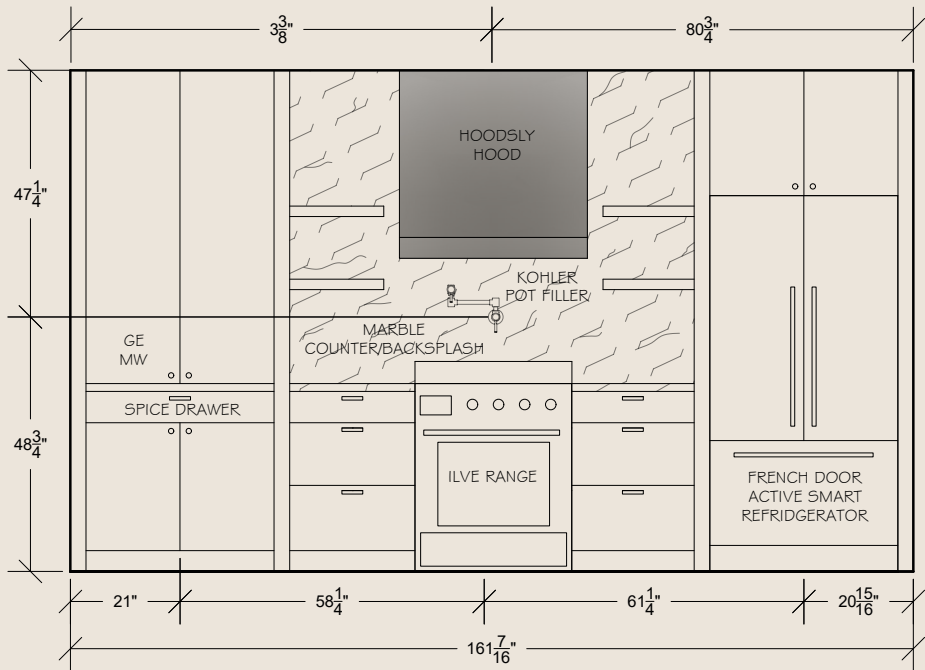 3 3/8"
80 3/4"
HOODSLY
HOOD
47 1/4"
KOHLER
POT FILLER
MARBLE
COUNTER/BACKSPLASH
GE
MW
SPICE DRAWER
48 3/4"
ILVE RANGE
FRENCH DOOR
ACTIVE SMART
REFRIDGERATOR
21"
58 1/4"
61 1/4"
20 15/16"
161 7/16"